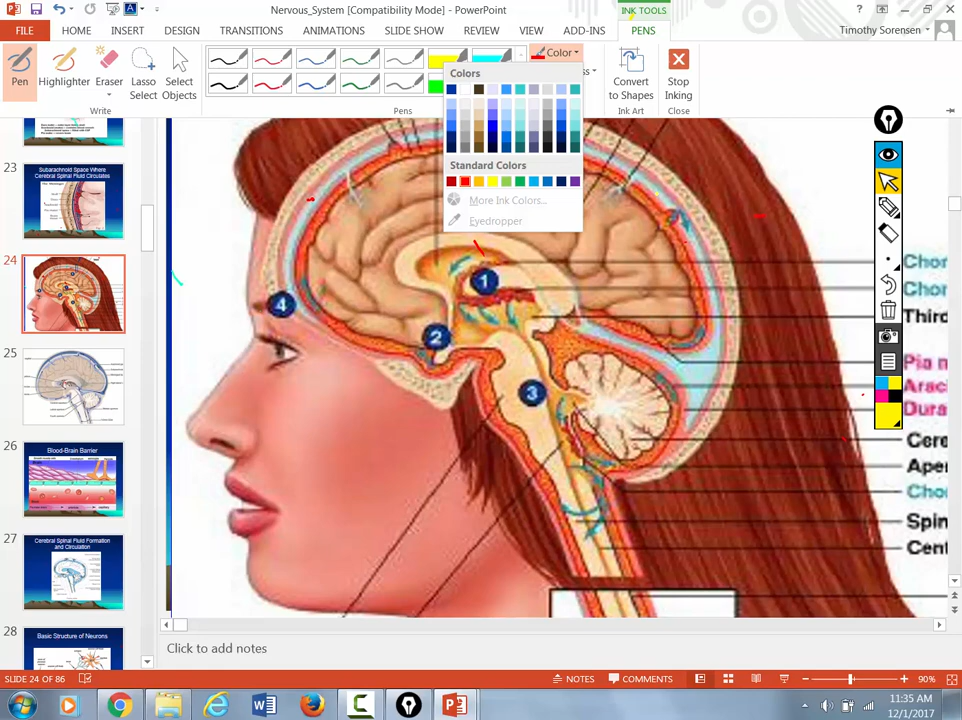 Nervous_System [Compatibility Mode] - PowerPoint
INK TOOLS
FILE
HOME
INSERT
DESIGN
TRANSITIONS
ANIMATIONS
SLIDE SHOW
REVIEW
VIEW
ADD-INS
PENS
Timothy Sorensen
Pen
Highlighter
Eraser
Lasso
Select
Select
Objects
Color
Convert
to Shapes
Stop
Inking
Write
Pens
Ink Art
Close
Colors
Standard Colors
More Ink Colors...
Eyedropper
23
Subarachnoid Space Where
Cerebral Spinal Fluid Circulates
24
25
26
Blood-Brain Barrier
27
Cerebral Spinal Fluid Formation
and Circulation
28
Basic Structure of Neurons
1
2
3
4
Chor
Chor
Third
Pia m
Arac
Dura
Cere
Aper
Chor
Spin
Cent
Click to add notes
SLIDE 24 OF 86
NOTES
COMMENTS
90%
11:35 AM
12/1/2017